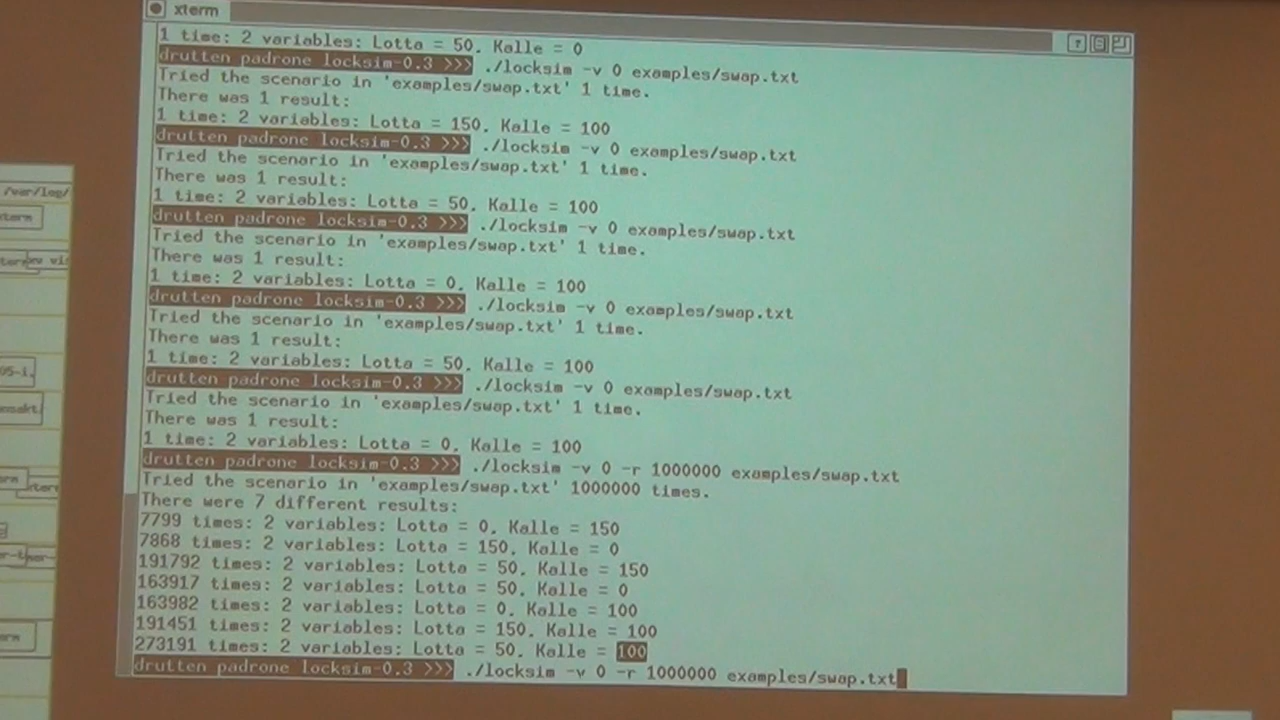 xterm
1 time: 2 variables: Lotta = 50, Kalle = 0
drutten padrone locksim-0.3 >>> ./locksim -v 0 examples/swap.txt
Tried the scenario in 'examples/swap.txt' 1 time.
There was 1 result:
1 time: 2 variables: Lotta = 150, Kalle = 100
drutten padrone locksim-0.3 >>> ./locksim -v 0 examples/swap.txt
Tried the scenario in 'examples/swap.txt' 1 time.
There was 1 result:
1 time: 2 variables: Lotta = 50, Kalle = 100
drutten padrone locksim-0.3 >>> ./locksim -v 0 examples/swap.txt
Tried the scenario in 'examples/swap.txt' 1 time.
There was 1 result:
1 time: 2 variables: Lotta = 0, Kalle = 100
drutten padrone locksim-0.3 >>> ./locksim -v 0 examples/swap.txt
Tried the scenario in 'examples/swap.txt' 1 time.
There was 1 result:
1 time: 2 variables: Lotta = 50, Kalle = 100
drutten padrone locksim-0.3 >>> ./locksim -v 0 examples/swap.txt
Tried the scenario in 'examples/swap.txt' 1 time.
There was 1 result:
1 time: 2 variables: Lotta = 0, Kalle = 100
drutten padrone locksim-0.3 >>> ./locksim -v 0 -r 1000000 examples/swap.txt
Tried the scenario in 'examples/swap.txt' 1000000 times.
There were 7 different results:
7799 times: 2 variables: Lotta = 0, Kalle = 150
7868 times: 2 variables: Lotta = 150, Kalle = 0
191792 times: 2 variables: Lotta = 50, Kalle = 150
163917 times: 2 variables: Lotta = 50, Kalle = 0
163982 times: 2 variables: Lotta = 0, Kalle = 100
191451 times: 2 variables: Lotta = 150, Kalle = 100
273191 times: 2 variables: Lotta = 50, Kalle = 100
drutten padrone locksim-0.3 >>> ./locksim -v 0 -r 1000000 examples/swap.txt
/var/log/